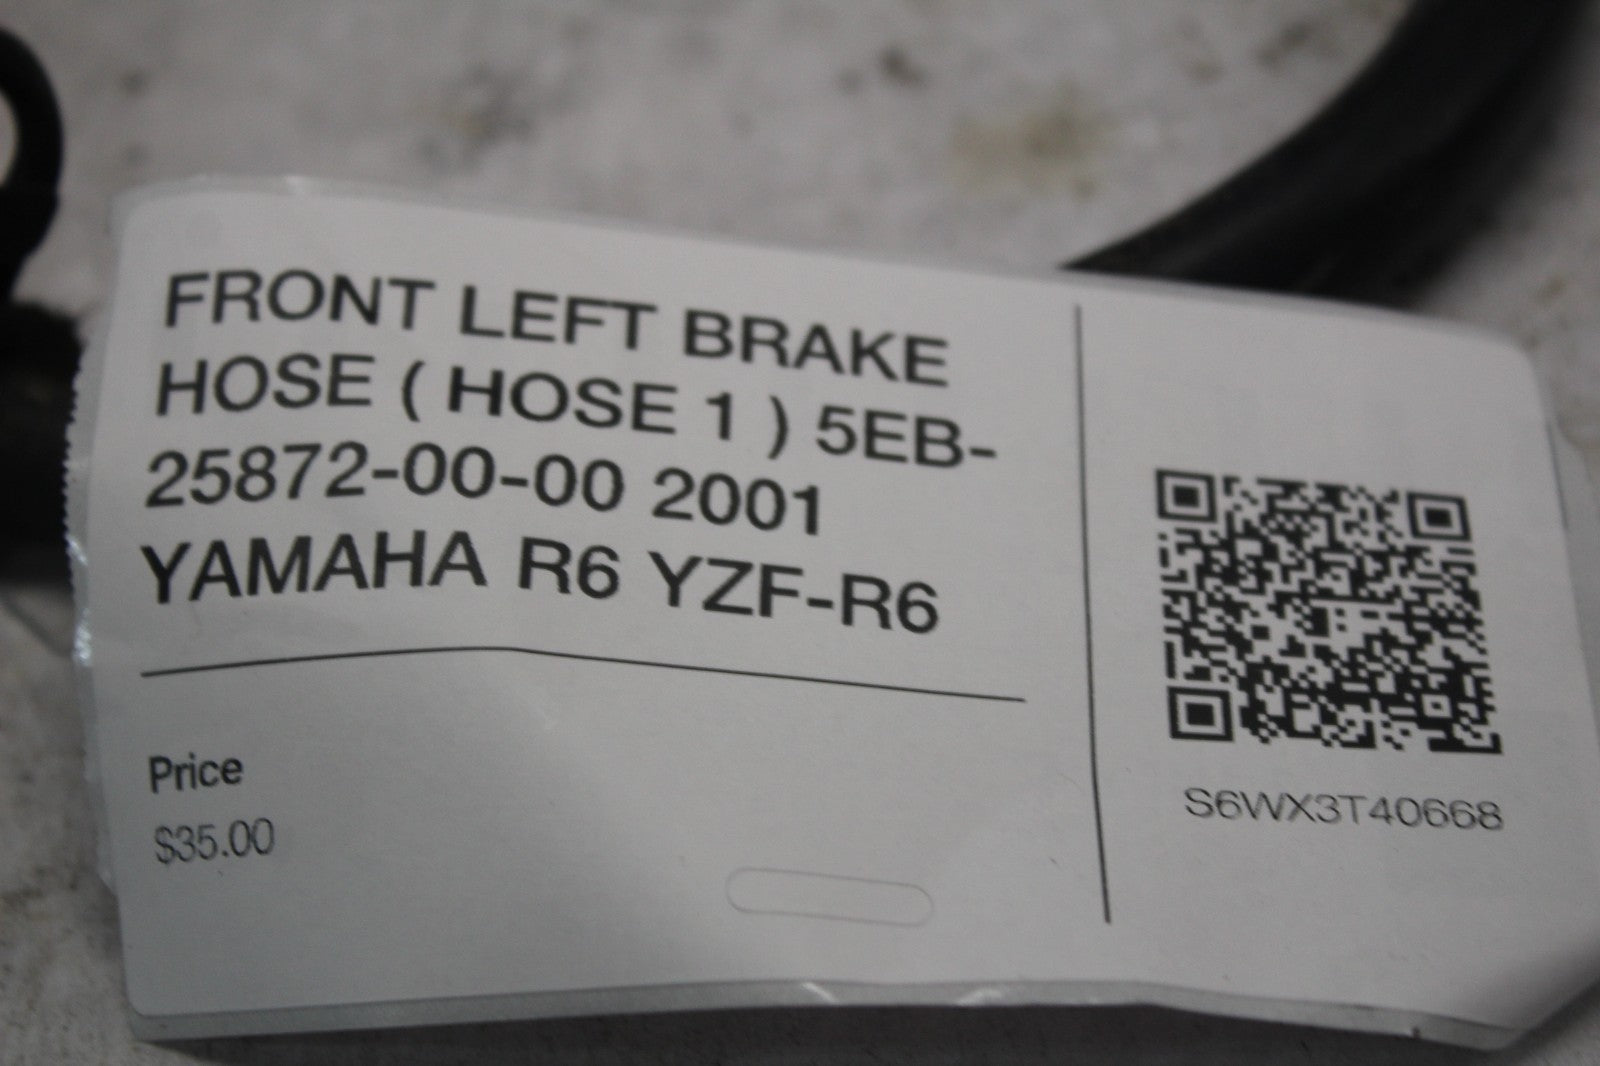 FRONT LEFT BRAKE
HOSE ( HOSE 1 ) 5EB-
25872-00-00 2001
YAMAHA R6 YZF-R6
Price
$35.00
S6WX3T40668